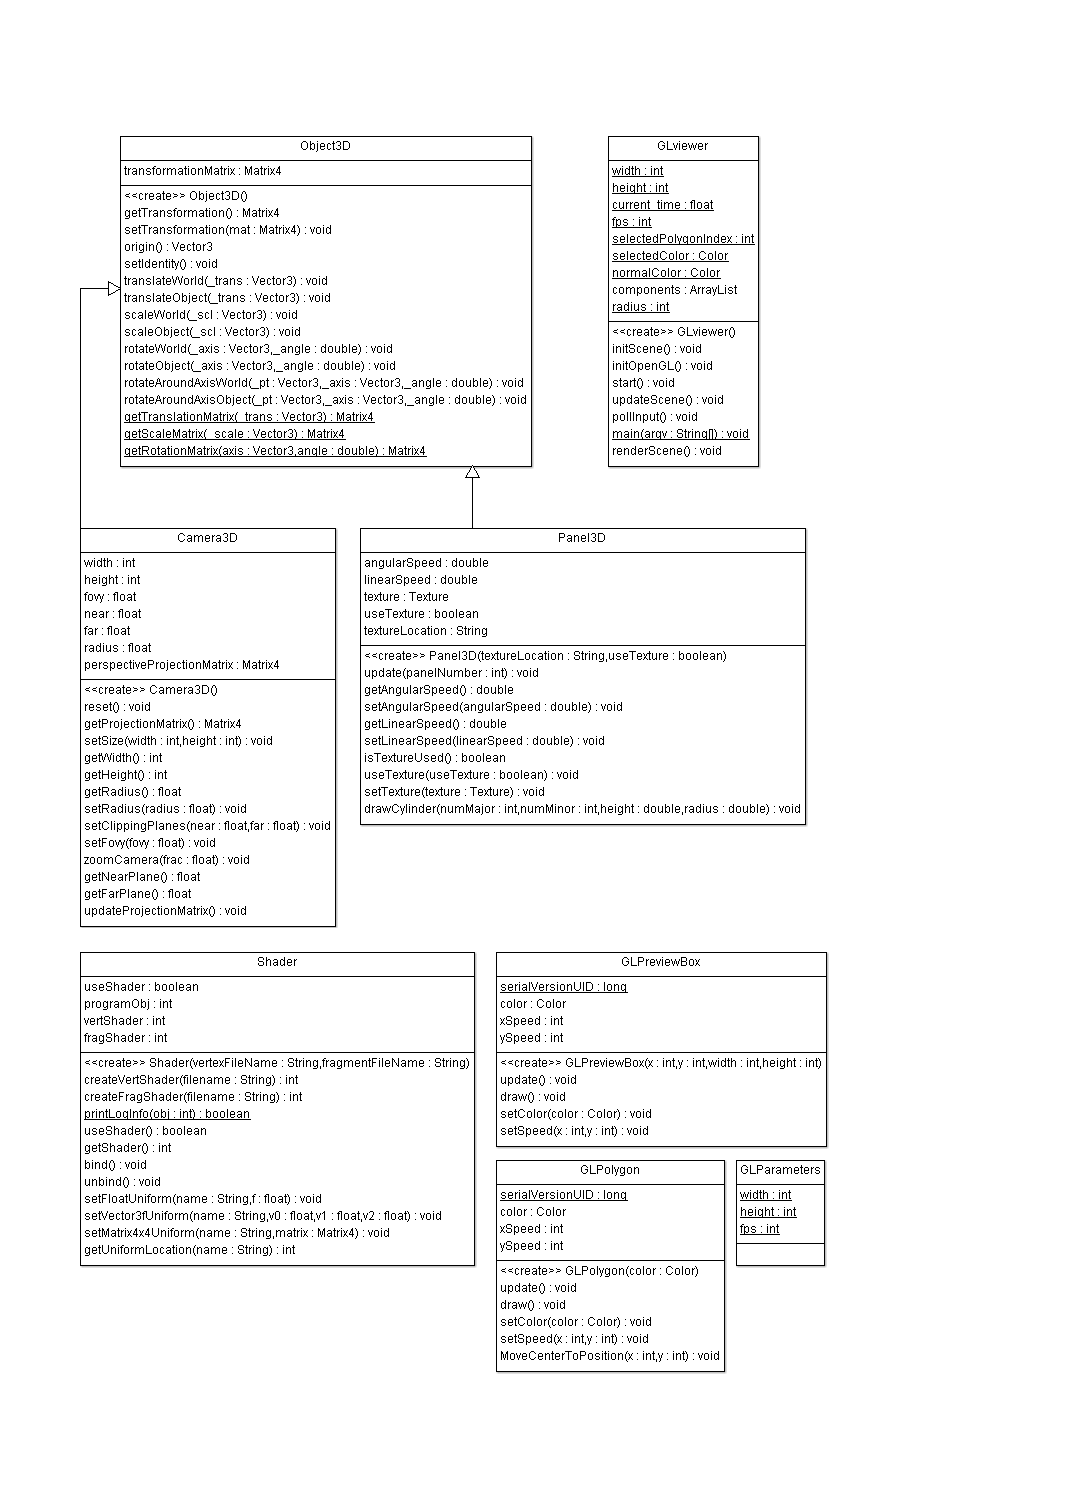 Object3D
transformationMatrix : Matrix4
<<create>> Object3D()
getTransformation() : Matrix4
setTransformation(mat : Matrix4) : void
origin() : Vector3
setIdentity() : void
translateWorld(_trans : Vector3) : void
translateObject(_trans : Vector3) : void
scaleWorld(_scl : Vector3) : void
scaleObject(_scl : Vector3) : void
rotateWorld(_axis : Vector3,_angle : double) : void
rotateObject(_axis : Vector3,_angle : double) : void
rotateAroundAxisWorld(_pt : Vector3,_axis : Vector3,_angle : double) : void
rotateAroundAxisObject(_pt : Vector3,_axis : Vector3,_angle : double) : void
getTranslationMatrix(_trans : Vector3) : Matrix4
getScaleMatrix(_scale : Vector3) : Matrix4
getRotationMatrix(axis : Vector3,angle : double) : Matrix4
GLviewer
width : int
height : int
current_time : float
fps : int
selectedPolygonIndex : int
selectedColor : Color
normalColor : Color
components : ArrayList
radius : int
<<create>> GLviewer()
initScene() : void
initOpenGL() : void
start() : void
updateScene() : void
pollInput() : void
main(argv : String[]) : void
renderScene() : void
Camera3D
width : int
height : int
fovy : float
near : float
far : float
radius : float
perspectiveProjectionMatrix : Matrix4
<<create>> Camera3D()
reset() : void
getProjectionMatrix() : Matrix4
setSize(width : int,height : int) : void
getWidth() : int
getHeight() : int
getRadius() : float
setRadius(radius : float) : void
setClippingPlanes(near : float,far : float) : void
setFovy(fovy : float) : void
zoomCamera(frac : float) : void
getNearPlane() : float
getFarPlane() : float
updateProjectionMatrix() : void
Panel3D
angularSpeed : double
linearSpeed : double
texture : Texture
useTexture : boolean
textureLocation : String
<<create>> Panel3D(textureLocation : String,useTexture : boolean)
update(panelNumber : int) : void
getAngularSpeed() : double
setAngularSpeed(angularSpeed : double) : void
getLinearSpeed() : double
setLinearSpeed(linearSpeed : double) : void
isTextureUsed() : boolean
useTexture(useTexture : boolean) : void
setTexture(texture : Texture) : void
drawCylinder(numMajor : int,numMinor : int,height : double,radius : double) : void
Shader
useShader : boolean
programObj : int
vertShader : int
fragShader : int
<<create>> Shader(vertexFileName : String,fragmentFileName : String)
createVertShader(filename : String) : int
createFragShader(filename : String) : int
printLogInfo(obj : int) : boolean
useShader() : boolean
getShader() : int
bind() : void
unbind() : void
setFloatUniform(name : String,f : float) : void
setVector3fUniform(name : String,v0 : float,v1 : float,v2 : float) : void
setMatrix4x4Uniform(name : String,matrix : Matrix4) : void
getUniformLocation(name : String) : int
GLPreviewBox
serialVersionUID : long
color : Color
xSpeed : int
ySpeed : int
<<create>> GLPreviewBox(x : int,y : int,width : int,height : int)
update() : void
draw() : void
setColor(color : Color) : void
setSpeed(x : int,y : int) : void
GLPolygon
serialVersionUID : long
color : Color
xSpeed : int
ySpeed : int
<<create>> GLPolygon(color : Color)
update() : void
draw() : void
setColor(color : Color) : void
setSpeed(x : int,y : int) : void
MoveCenterToPosition(x : int,y : int) : void
GLParameters
width : int
height : int
fps : int